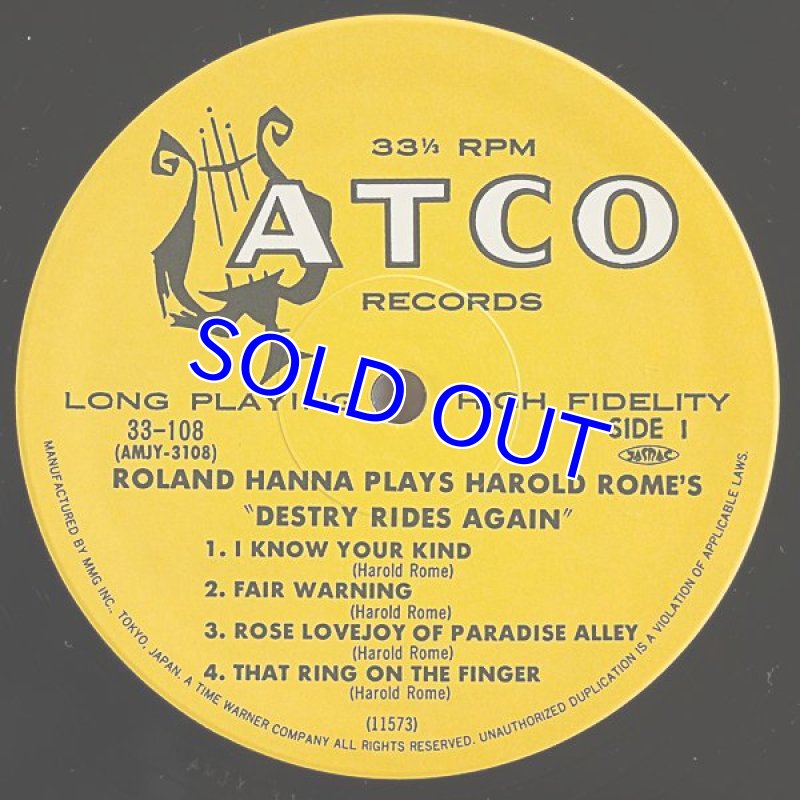 33⅓ RPM
ATCO
RECORDS
SOLD OUT
LONG PLAYING HIGH FIDELITY
33-108 SIDE 1
(AMJY-3108) JASRAC
ROLAND HANNA PLAYS HAROLD ROME'S
"DESTRY RIDES AGAIN"
1. I KNOW YOUR KIND
(Harold Rome)
2. FAIR WARNING
(Harold Rome)
3. ROSE LOVEJOY OF PARADISE ALLEY
(Harold Rome)
4. THAT RING ON THE FINGER
(Harold Rome)
(11573)
MANUFACTURED BY MMG INC., TOKYO, JAPAN. A TIME WARNER COMPANY ALL RIGHTS RESERVED. UNAUTHORIZED DUPLICATION IS A VIOLATION OF APPLICABLE LAWS.